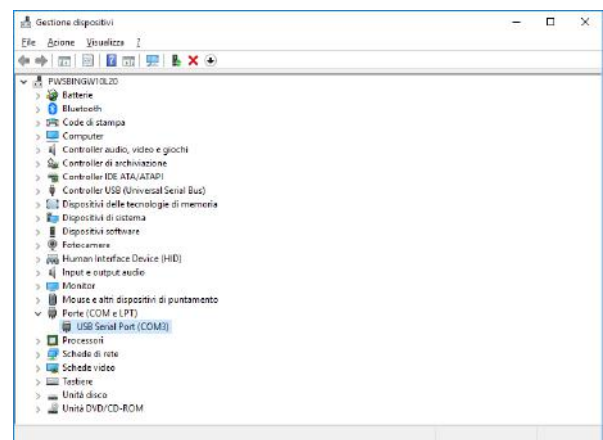 Gestione dispositivi
File Azione Visualizza ?
PWSBINGW10L20
Batterie
Bluetooth
Code di stampa
Computer
Controller audio, video e giochi
Controller di archiviazione
Controller IDE ATA/ATAPI
Controller USB (Universal Serial Bus)
Dispositivi delle tecnologie di memoria
Dispositivi di sistema
Dispositivi software
Fotocamere
Human Interface Device (HID)
Input e output audio
Monitor
Mouse e altri dispositivi di puntamento
Porte (COM e LPT)
USB Serial Port (COM3)
Processori
Schede di rete
Schede video
Tastiere
Unità disco
Unità DVD/CD-ROM